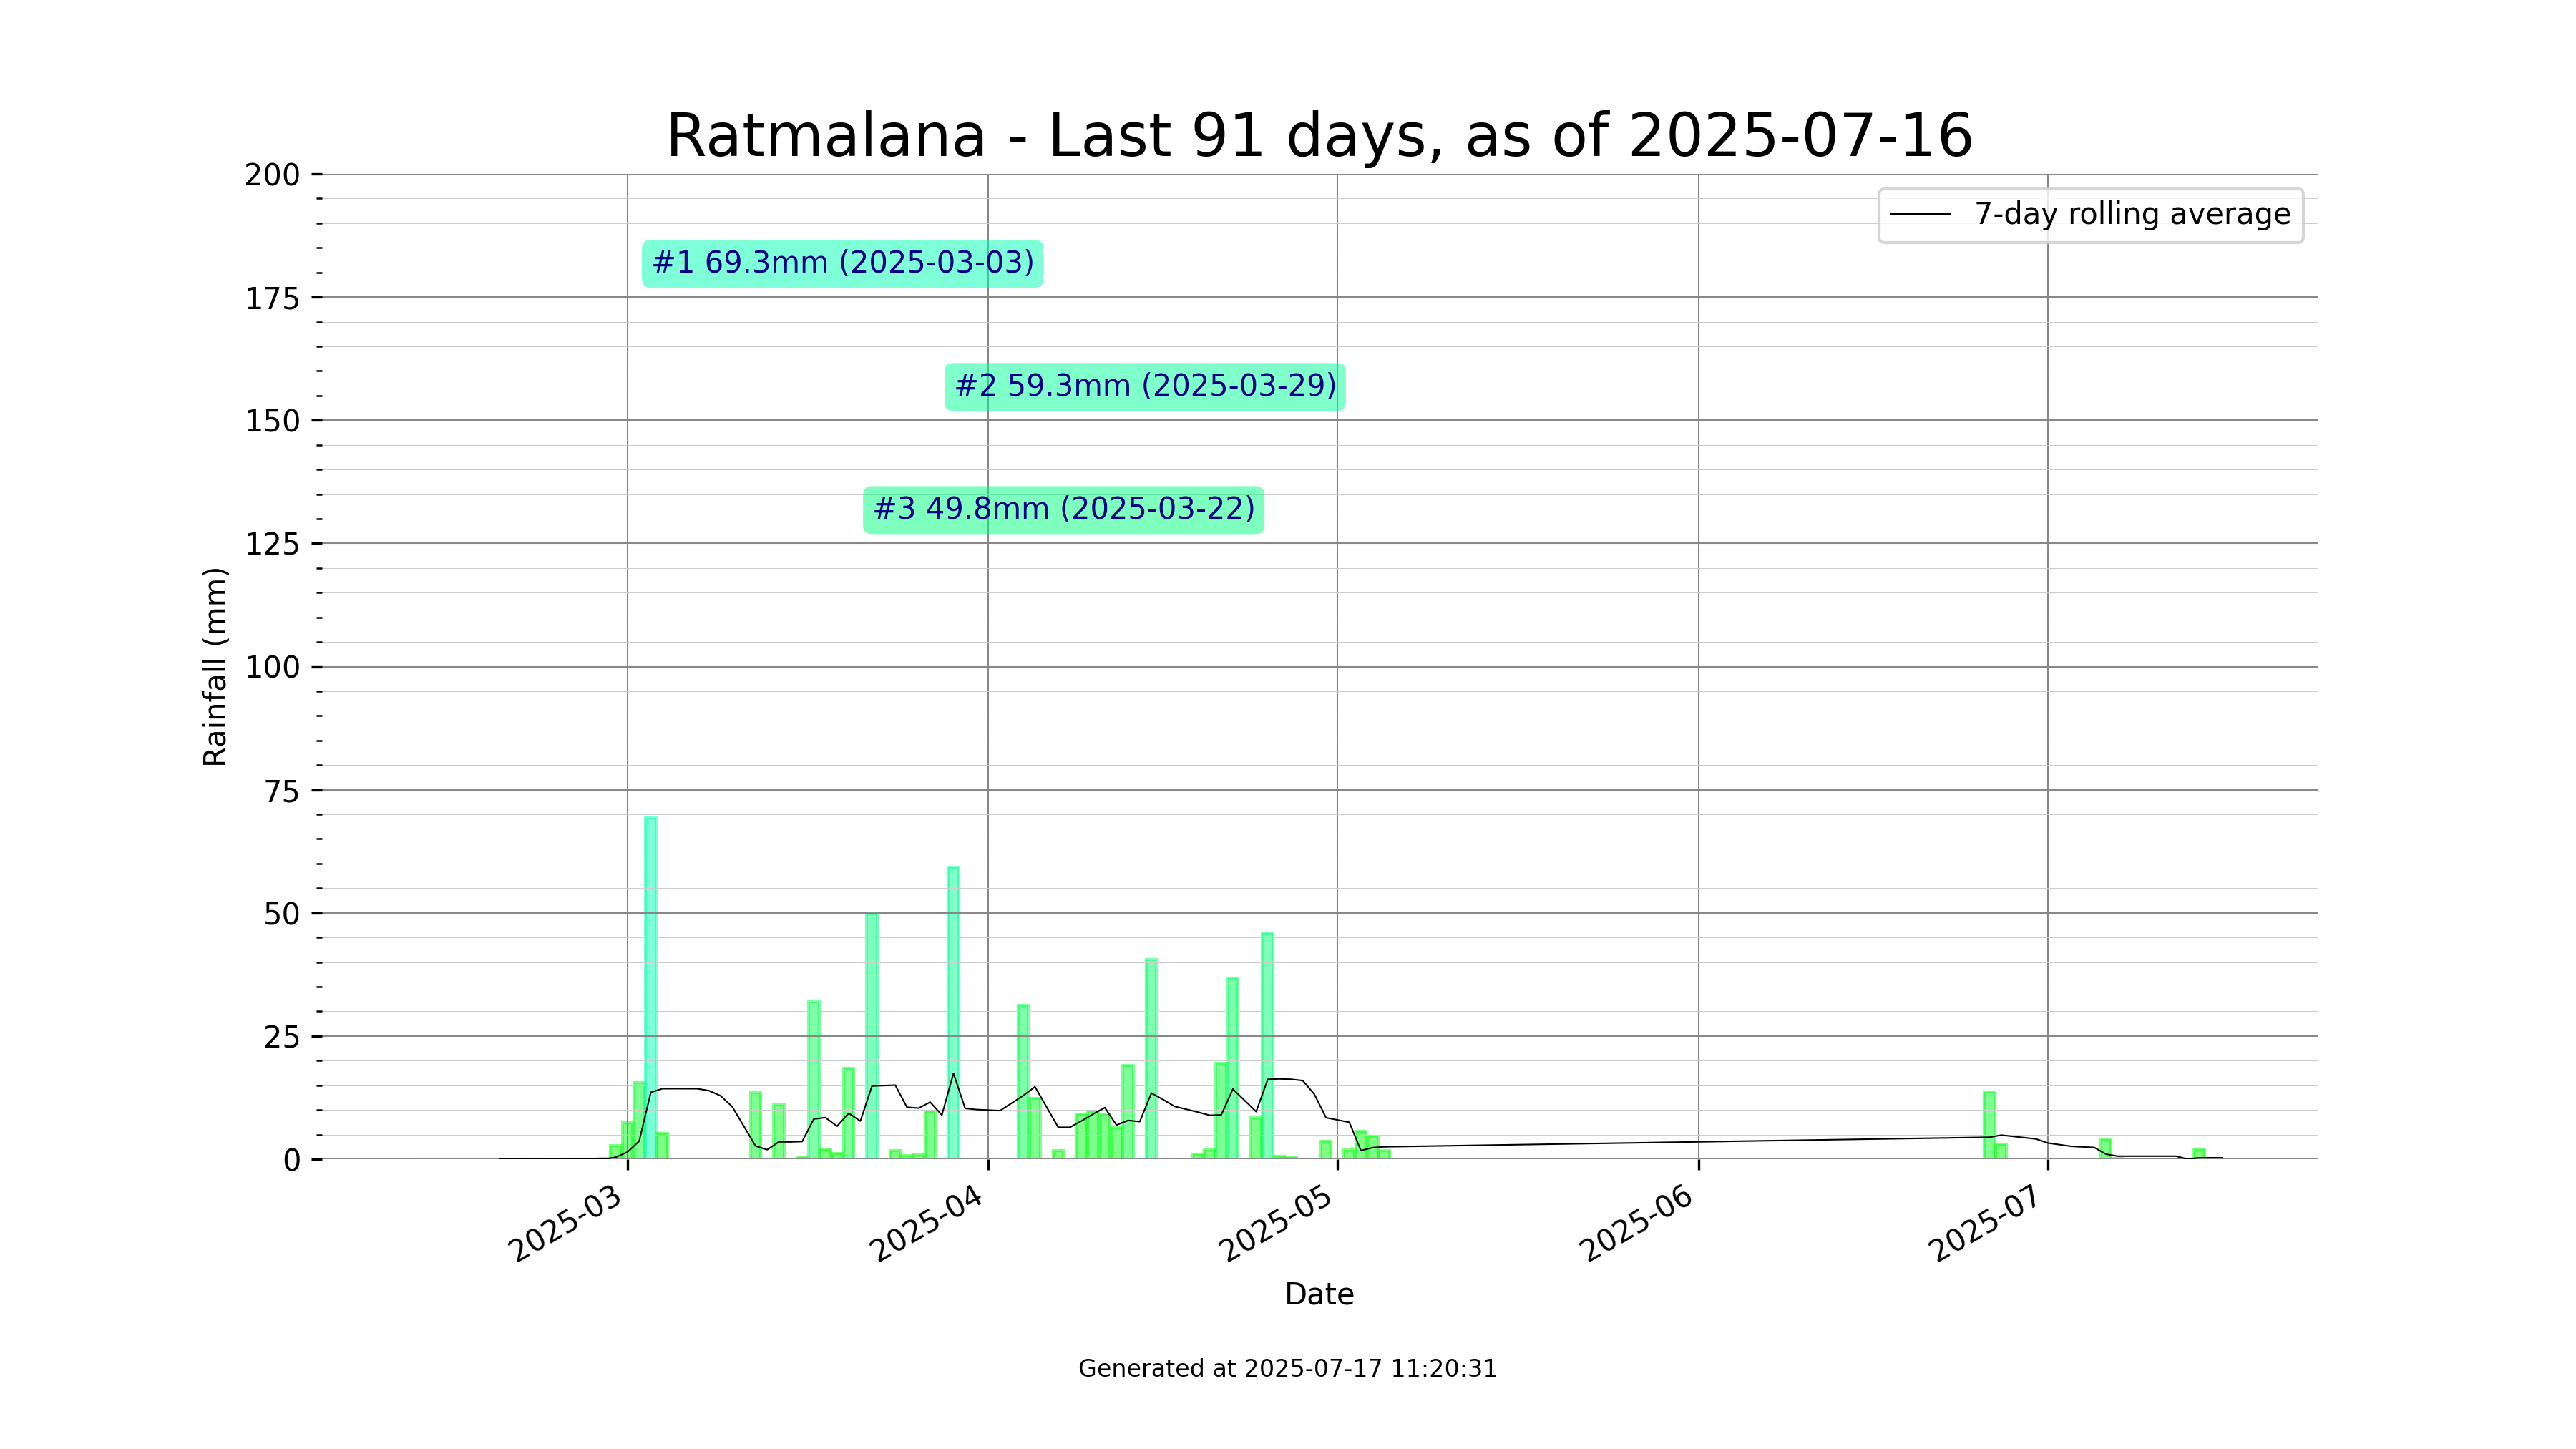 Ratmalana - Last 91 days, as of 2025-07-16
7-day rolling average
#1 69.3mm (2025-03-03)
#2 59.3mm (2025-03-29)
#3 49.8mm (2025-03-22)
Rainfall (mm)
200
175
150
125
100
75
50
25
0
2025-03
2025-04
2025-05
2025-06
2025-07
Date
Generated at 2025-07-17 11:20:31